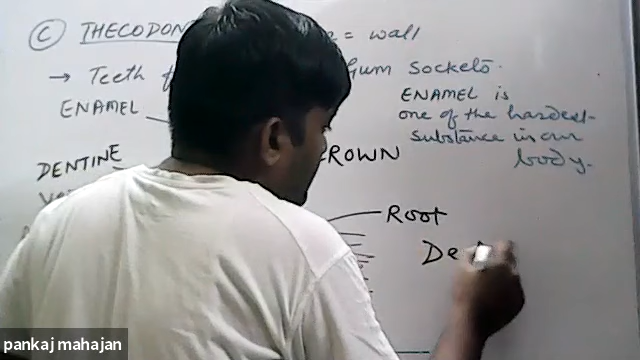 C THECODON = wall
→ Teeth Gum Sockets.
ENAMEL
ENAMEL is
one of the hardest
substance in our
body.
DENTINE
CROWN
Root
De
pankaj mahajan